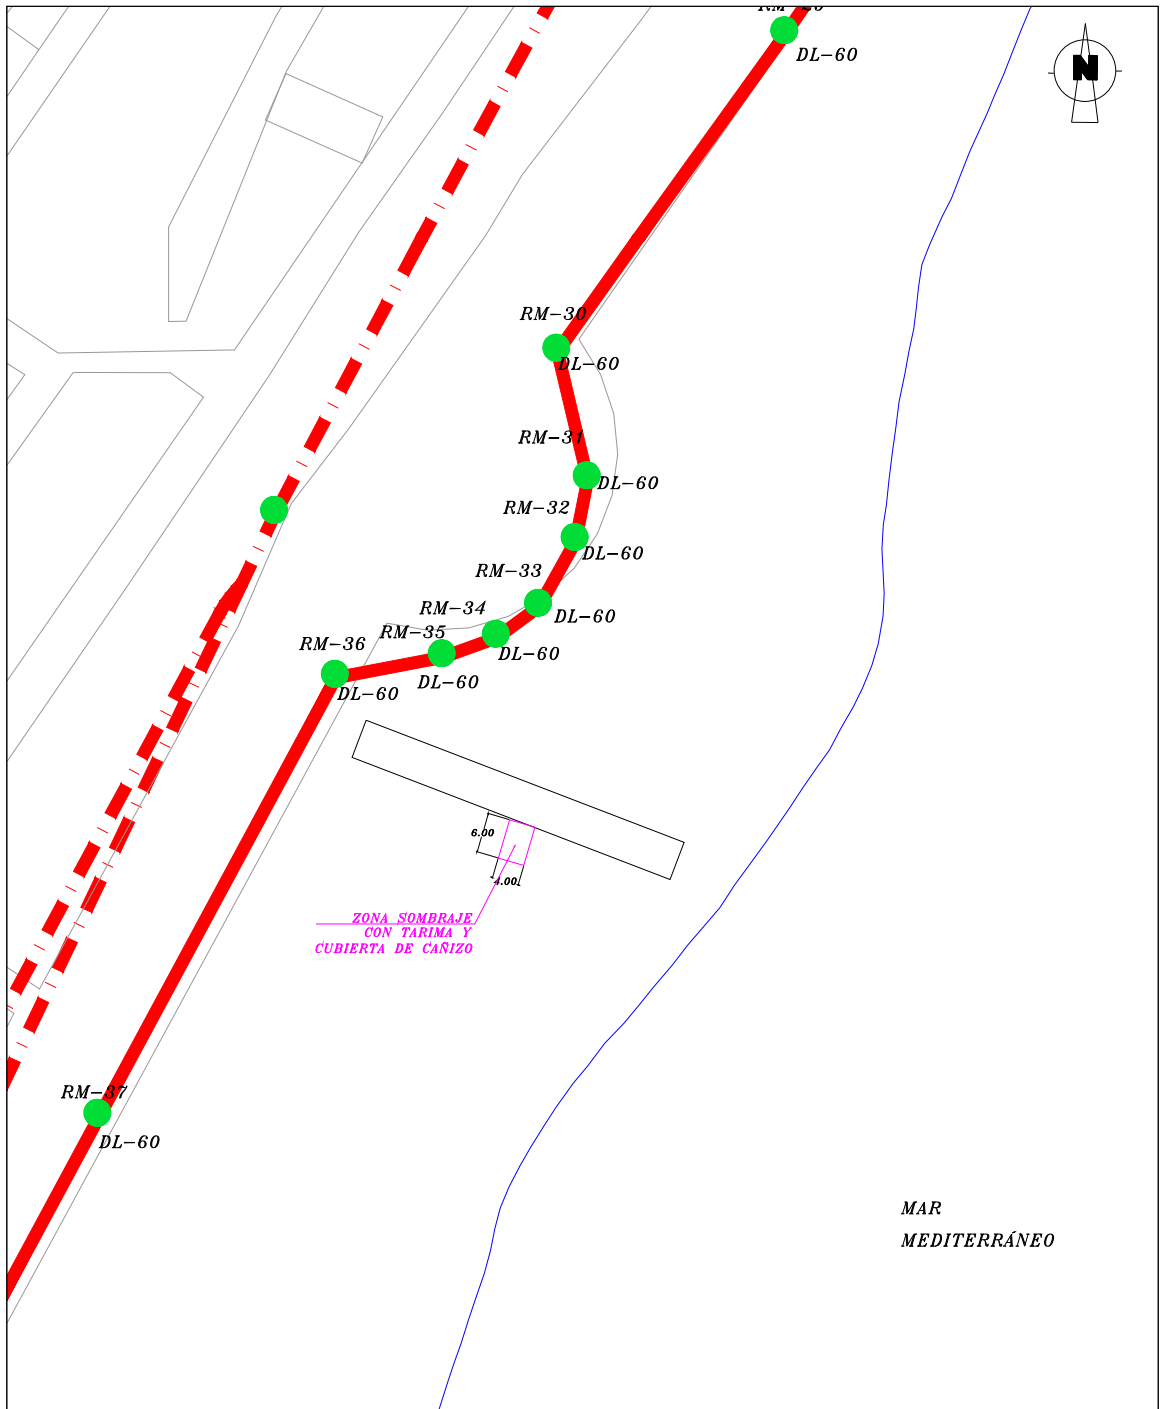 DL-60
N
RM-30
DL-60
RM-31
DL-60
RM-32
DL-60
RM-33
DL-60
RM-34
DL-60
RM-35
DL-60
RM-36
DL-60
6.00
4.00
ZONA SOMBRAJE
CON TARIMA Y
CUBIERTA DE CAÑIZO
RM-37
DL-60
MAR
MEDITERRÁNEO